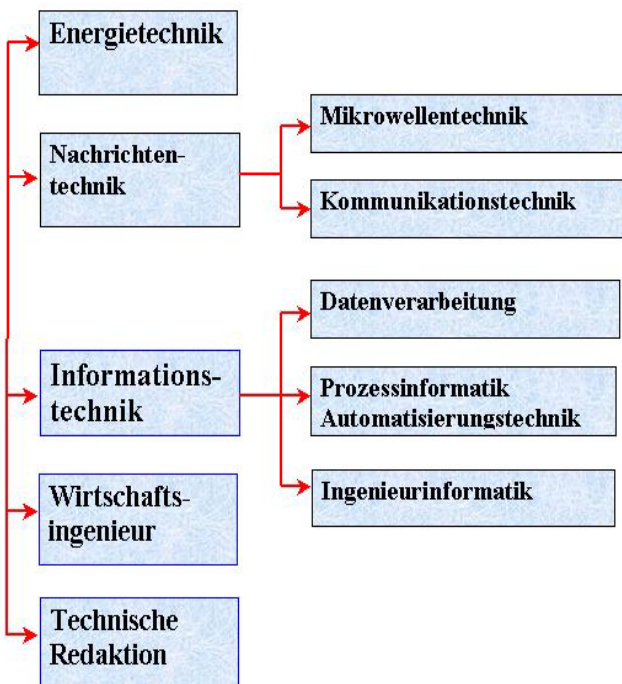 Energietechnik
Nachrichten-
technik
Mikrowellentechnik
Kommunikationstechnik
Informations-
technik
Datenverarbeitung
Prozessinformatik
Automatisierungstechnik
Ingenieurinformatik
Wirtschafts-
ingenieur
Technische
Redaktion